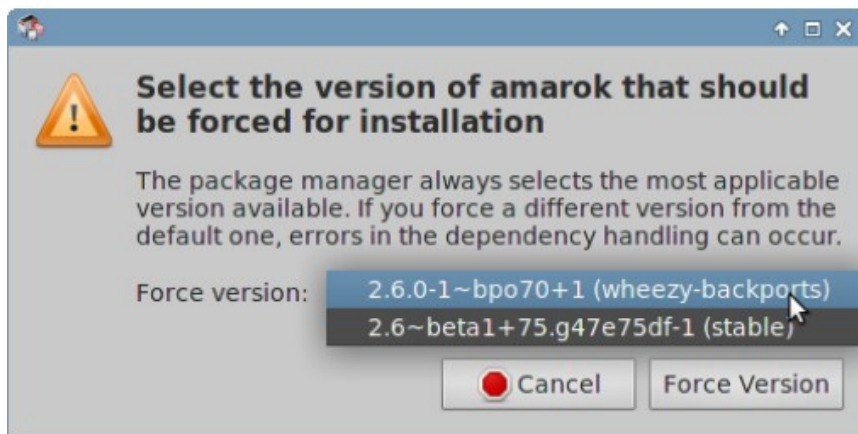 Select the version of amarok that should
be forced for installation
The package manager always selects the most applicable
version available. If you force a different version from the
default one, errors in the dependency handling can occur.
Force version: 2.6.0-1~bpo70+1 (wheezy-backports)
2.6~beta1+75.g47e75df-1 (stable)
Cancel Force Version